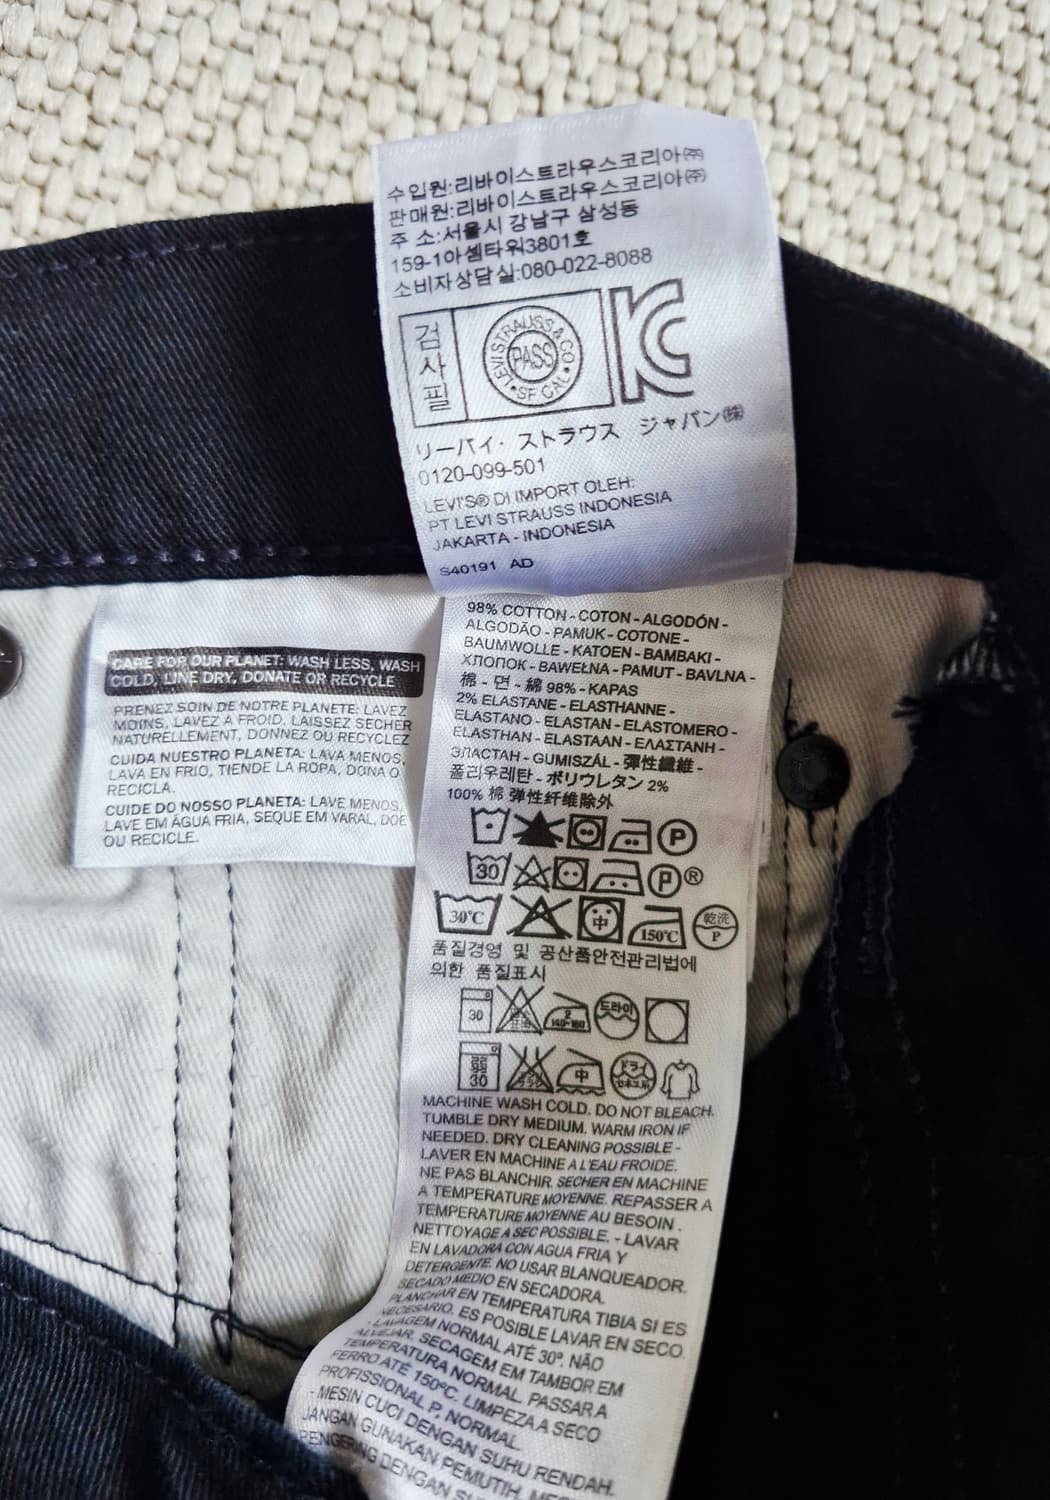 수입원:리바이스트라우스코리아㈜
판매원:리바이스트라우스코리아㈜
주 소:서울시 강남구 삼성동
159-1아셈타워3801호
소비자상담실:080-022-8088
검사필
LEVI STRAUSS & CO
PASS
SF CAL
KC
リーバイ・ストラウス ジャパン㈱
0120-099-501
LEVI'S® DI IMPORT OLEH:
PT LEVI STRAUSS INDONESIA
JAKARTA - INDONESIA
S40191 AD
CARE FOR OUR PLANET: WASH LESS, WASH
COLD, LINE DRY, DONATE OR RECYCLE
PRENEZ SOIN DE NOTRE PLANETE: LAVEZ
MOINS, LAVEZ A FROID, LAISSEZ SECHER
NATURELLEMENT, DONNEZ OU RECYCLEZ
CUIDA NUESTRO PLANETA: LAVA MENOS,
LAVA EN FRIO, TIENDE LA ROPA, DONA O
RECICLA.
CUIDE DO NOSSO PLANETA: LAVE MENOS,
LAVE EM ÁGUA FRIA, SEQUE EM VARAL, DOE
OU RECICLE.
98% COTTON - COTON - ALGODÓN -
ALGODÃO - PAMUK - COTONE -
BAUMWOLLE - KATOEN - BAMBAKI -
ХЛОПОК - BAWEŁNA - PAMUT - BAVLNA -
棉 - 면 - 綿 98% - KAPAS
2% ELASTANE - ELASTHANNE -
ELASTANO - ELASTAN - ELASTOMERO -
ELASTHAN - ELASTAAN - ΕΛΑΣΤΑΝΗ -
ЭЛАСТАН - GUMISZÁL - 彈性纖維 -
폴리우레탄 - ポリウレタン 2%
100% 棉 弹性纤维除外
P
30 P®
30°C 中 150℃ 乾洗 P
품질경영 및 공산품안전관리법에
의한 품질표시
30 2 140~160 드라이
弱 30 中 ドライ
MACHINE WASH COLD. DO NOT BLEACH.
TUMBLE DRY MEDIUM. WARM IRON IF
NEEDED. DRY CLEANING POSSIBLE -
LAVER EN MACHINE A L'EAU FROIDE.
NE PAS BLANCHIR. SECHER EN MACHINE
A TEMPERATURE MOYENNE. REPASSER A
TEMPERATURE MOYENNE AU BESOIN .
NETTOYAGE A SEC POSSIBLE. - LAVAR
EN LAVADORA CON AGUA FRIA Y
DETERGENTE. NO USAR BLANQUEADOR.
SECADO MEDIO EN SECADORA.
PLANCHAR EN TEMPERATURA TIBIA SI ES
NECESARIO. ES POSIBLE LAVAR EN SECO.
- LAVAGEM NORMAL ATÉ 30º. NÃO
ALVEJAR. SECAGEM EM TAMBOR EM
TEMPERATURA NORMAL. PASSAR A
FERRO ATÉ 150ºC. LIMPEZA A SECO
PROFISSIONAL P, NORMAL.
- MESIN CUCI DENGAN SUHU RENDAH.
JANGAN GUNAKAN PEMUTIH.
PENGERING DENGAN